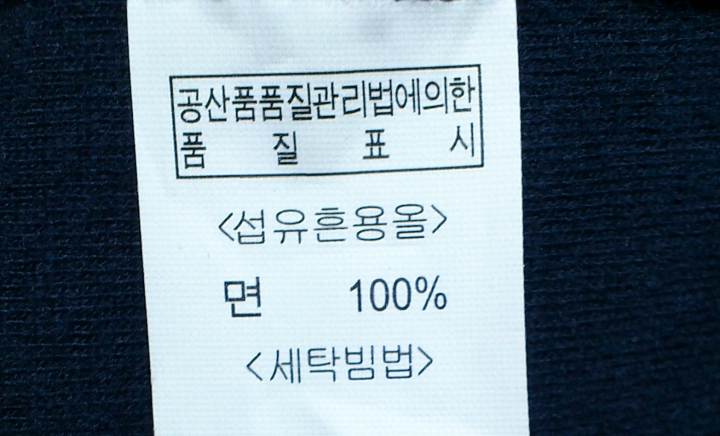 공산품품질관리법에의한
품 질 표 시
<섭유흔용올>
면 100%
<세탁빙법>